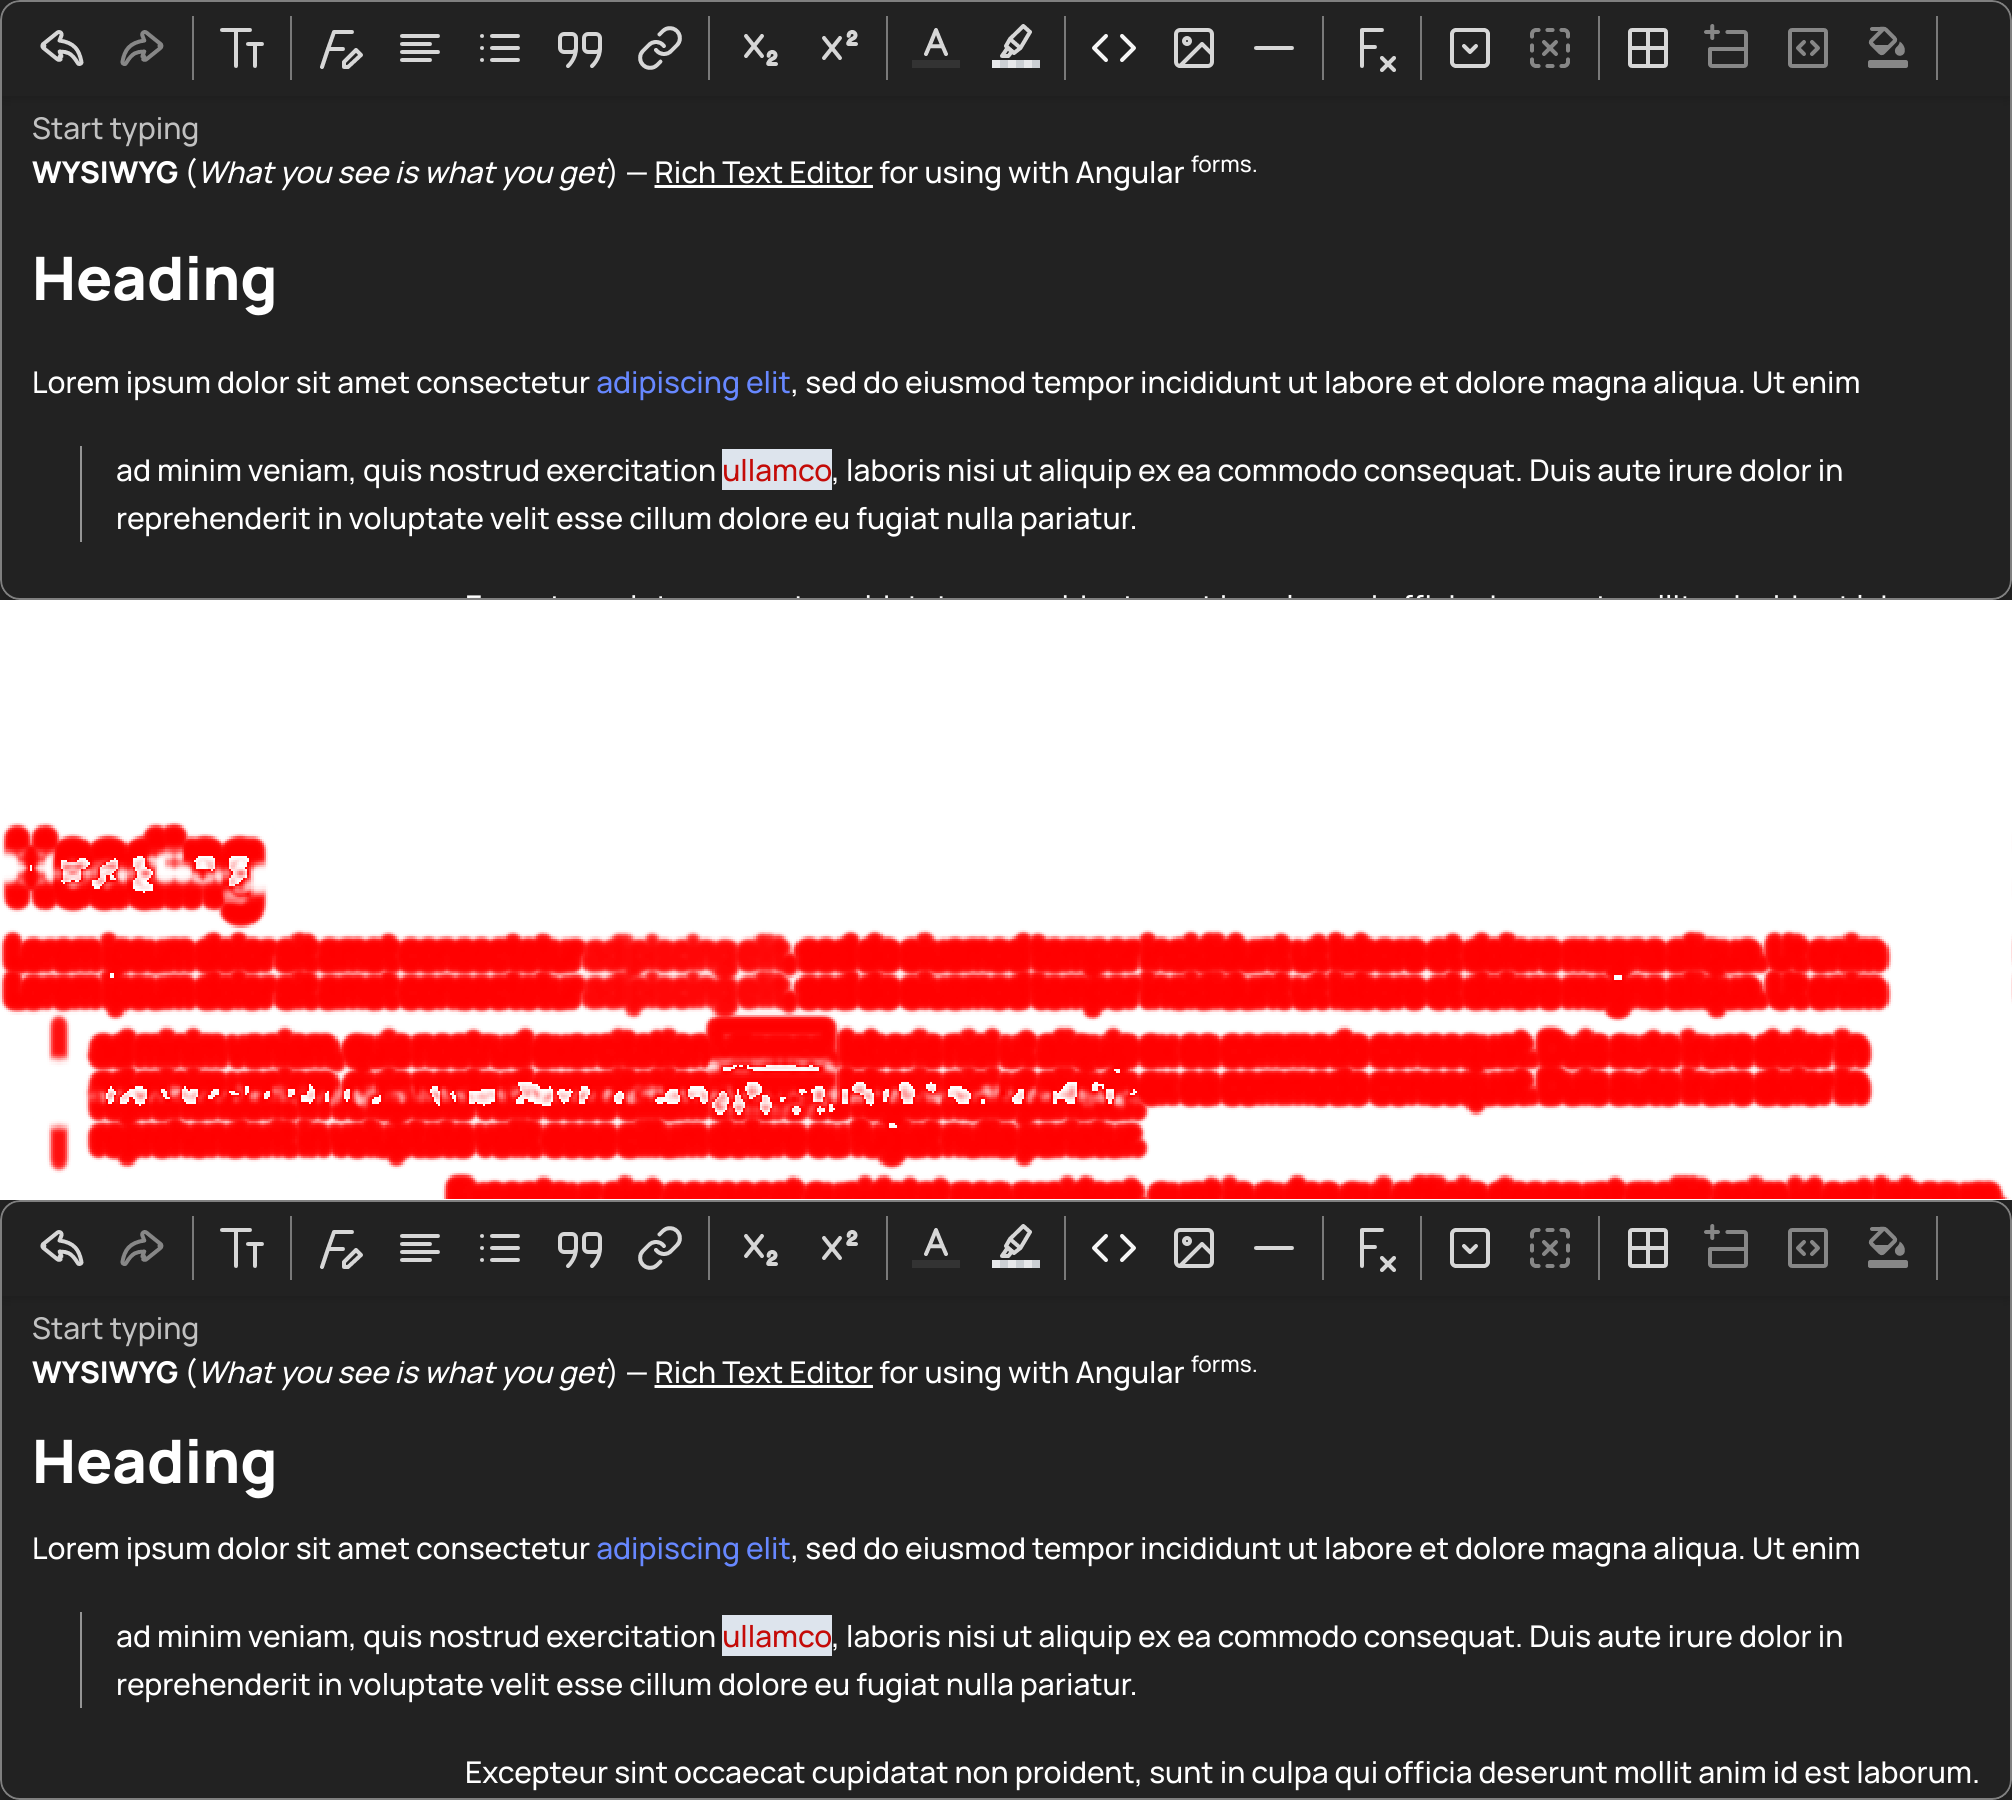 Start typing
WYSIWYG (What you see is what you get) — Rich Text Editor for using with Angular forms.
Heading
Lorem ipsum dolor sit amet consectetur adipiscing elit, sed do eiusmod tempor incididunt ut labore et dolore magna aliqua. Ut enim
ad minim veniam, quis nostrud exercitation ullamco, laboris nisi ut aliquip ex ea commodo consequat. Duis aute irure dolor in
reprehenderit in voluptate velit esse cillum dolore eu fugiat nulla pariatur.
Start typing
WYSIWYG (What you see is what you get) — Rich Text Editor for using with Angular forms.
Heading
Lorem ipsum dolor sit amet consectetur adipiscing elit, sed do eiusmod tempor incididunt ut labore et dolore magna aliqua. Ut enim
ad minim veniam, quis nostrud exercitation ullamco, laboris nisi ut aliquip ex ea commodo consequat. Duis aute irure dolor in
reprehenderit in voluptate velit esse cillum dolore eu fugiat nulla pariatur.
Excepteur sint occaecat cupidatat non proident, sunt in culpa qui officia deserunt mollit anim id est laborum.